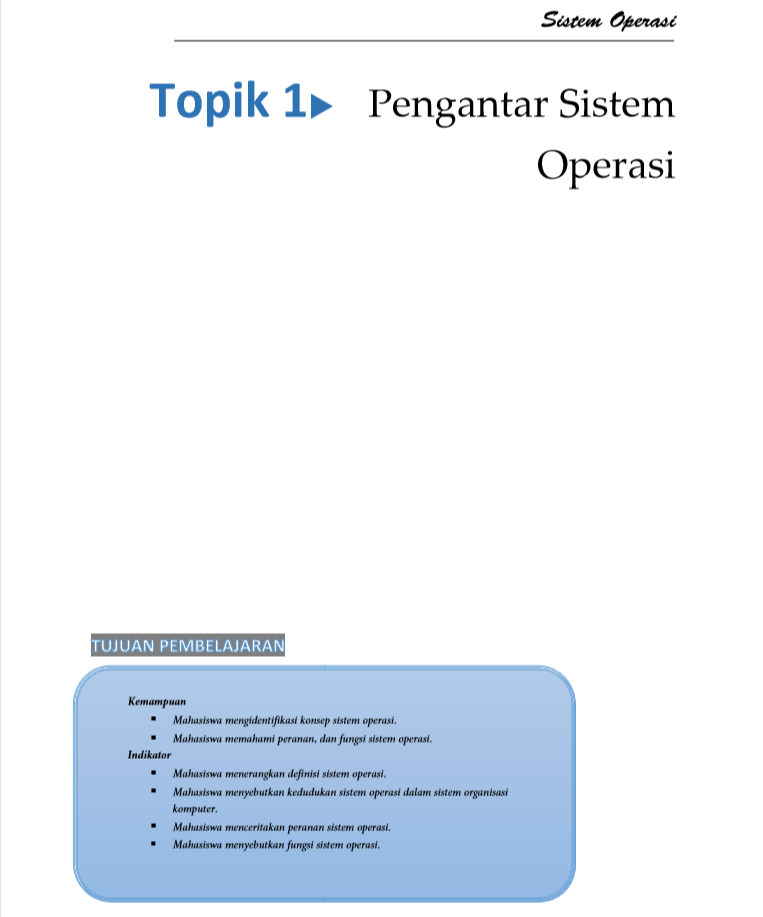 Sistem Operasi
Topik 1▶ Pengantar Sistem
Operasi
TUJUAN PEMBELAJARAN
Kemampuan
▪ Mahasiswa mengidentifikasi konsep sistem operasi.
▪ Mahasiswa memahami peranan, dan fungsi sistem operasi.
Indikator
▪ Mahasiswa menerangkan definisi sistem operasi.
▪ Mahasiswa menyebutkan kedudukan sistem operasi dalam sistem organisasi
komputer.
▪ Mahasiswa menceritakan peranan sistem operasi.
▪ Mahasiswa menyebutkan fungsi sistem operasi.